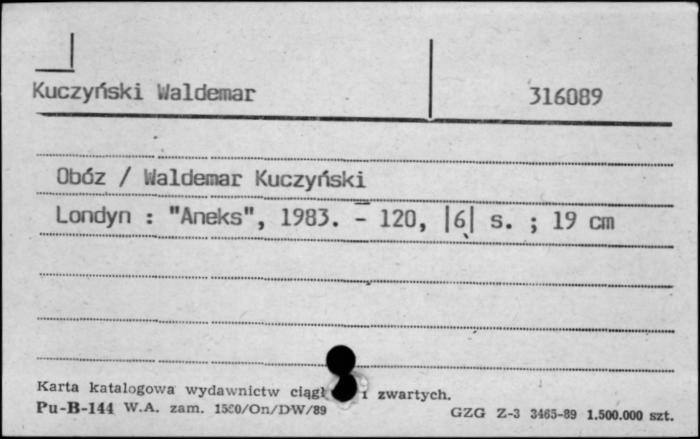 Kuczyński Waldemar 316089
Obóz / Waldemar Kuczyński
Londyn : "Aneks", 1983. - 120, |6| s. ; 19 cm
Karta katalogowa wydawnictw ciągł i zwartych.
Pu-B-144 W.A. zam. /On/DW/89 GZG Z-3 3465-89 1.500.000 szt.